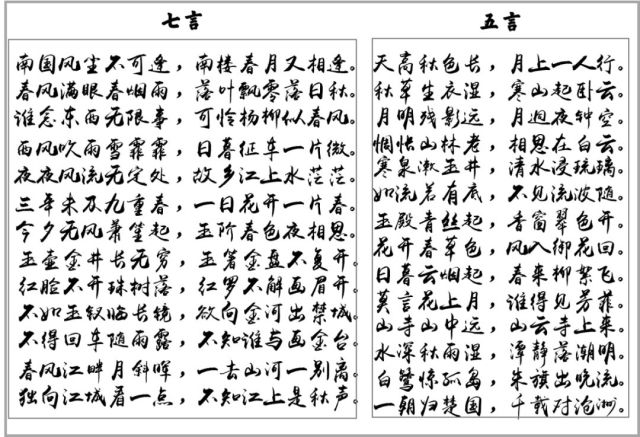 七言
南国风尘不可逢，南楼春月又相逢。
春风满眼春烟雨，落叶飘零落日秋。
谁念东西无限事，可怜杨柳似春风。
西风吹雨雪霏霏，日暮征车一片微。
夜夜风流无定处，故乡江上水茫茫。
三年未及九重春，一日花开一片春。
今夕无风萧笙起，玉阶春色夜相思。
玉壶金井长无穷，玉箸金盘不复开。
红脸不开珠树落，红罗不解画眉开。
不如玉钗临长镜，欲向金河出禁城。
不得回车随雨露，不知谁与画金台。
春风江畔月斜晖，一去山河一别离。
独向江城看一点，不知江上是秋声。
五言
天高秋色长，月上一人行。
秋草生衣湿，寒山起卧云。
月明残影远，月迥夜钟空。
惆怅山林老，相思在白云。
寒泉漱玉井，清水浸琉璃。
如流若有底，不见流波随。
玉殿青丝起，香窗翠色开。
花开春草色，风入御花回。
日暮云烟起，春来柳絮飞。
莫言花上月，谁得见芳菲。
山寺山中远，山云寺上来。
水深秋雨湿，潭静落潮明。
白鹭惊孤岛，朱旗出晚流。
一朝归楚国，千载对沧洲。